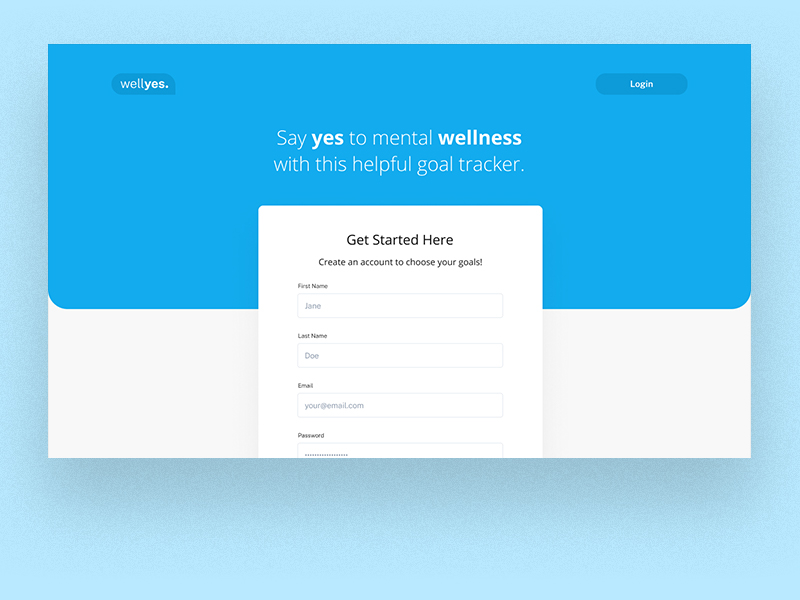 wellyes.
Login
Say yes to mental wellness
with this helpful goal tracker.
Get Started Here
Create an account to choose your goals!
First Name
Jane
Last Name
Doe
Email
your@email.com
Password